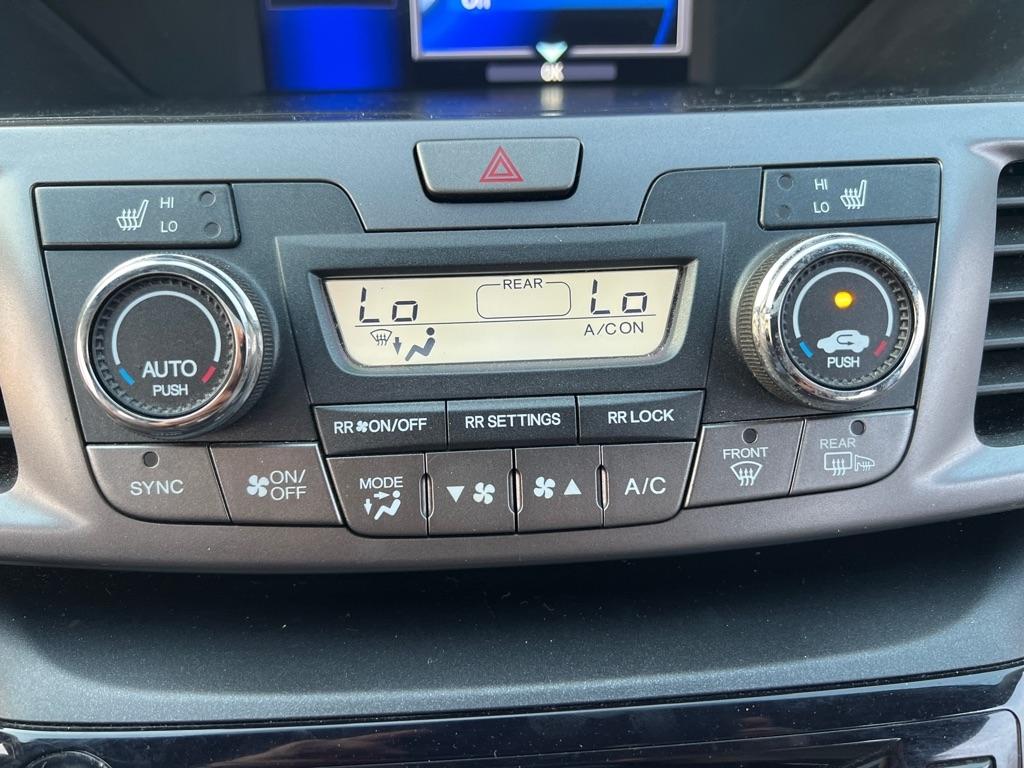 OK
HI
LO
HI
LO
REAR
Lo
Lo
A/C ON
AUTO
PUSH
PUSH
RR ON/OFF
RR SETTINGS
RR LOCK
SYNC
ON/
OFF
MODE
A/C
FRONT
REAR